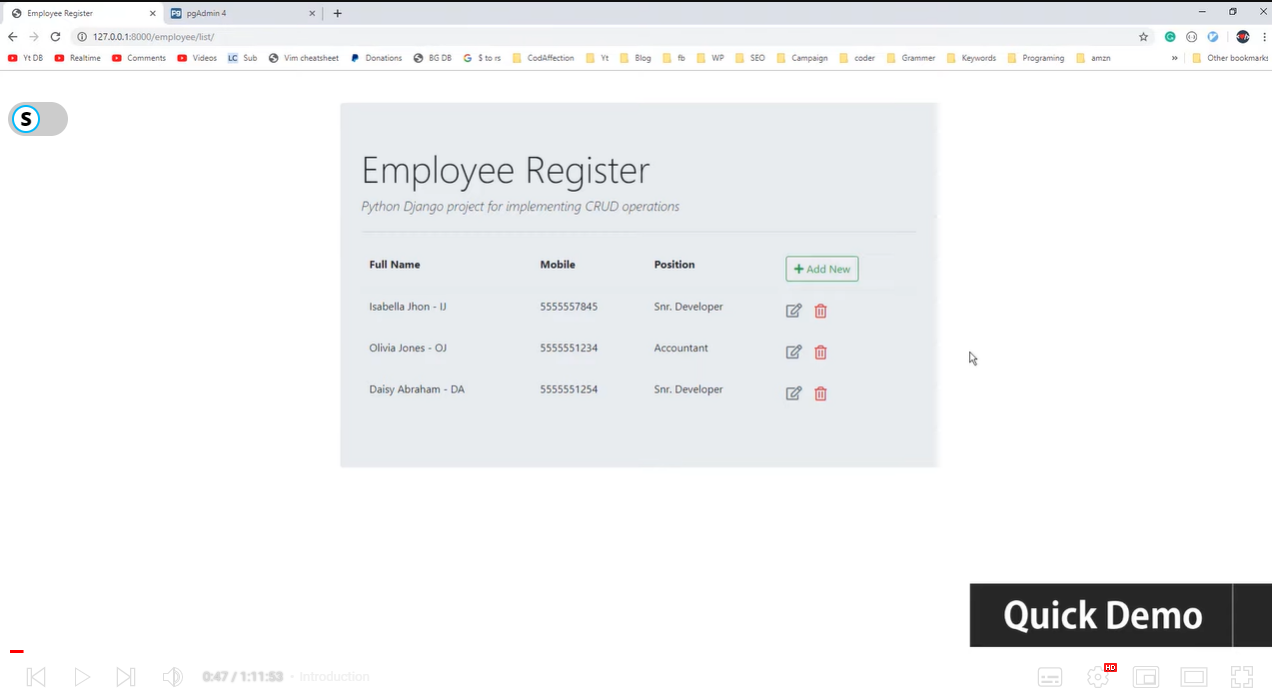 Employee Register
pgAdmin 4
127.0.0.1:8000/employee/list/
Yt DB Realtime Comments Videos LC Sub Vim cheatsheet Donations BG DB $ to rs CodAffection Yt Blog fb WP SEO Campaign coder Grammer Keywords Programing amzn » Other bookmarks
S
Employee Register
Python Django project for implementing CRUD operations
Full Name Mobile Position + Add New
Isabella Jhon - IJ 5555557845 Snr. Developer
Olivia Jones - OJ 5555551234 Accountant
Daisy Abraham - DA 5555551254 Snr. Developer
Quick Demo
0:47 / 1:11:53 · Introduction
HD